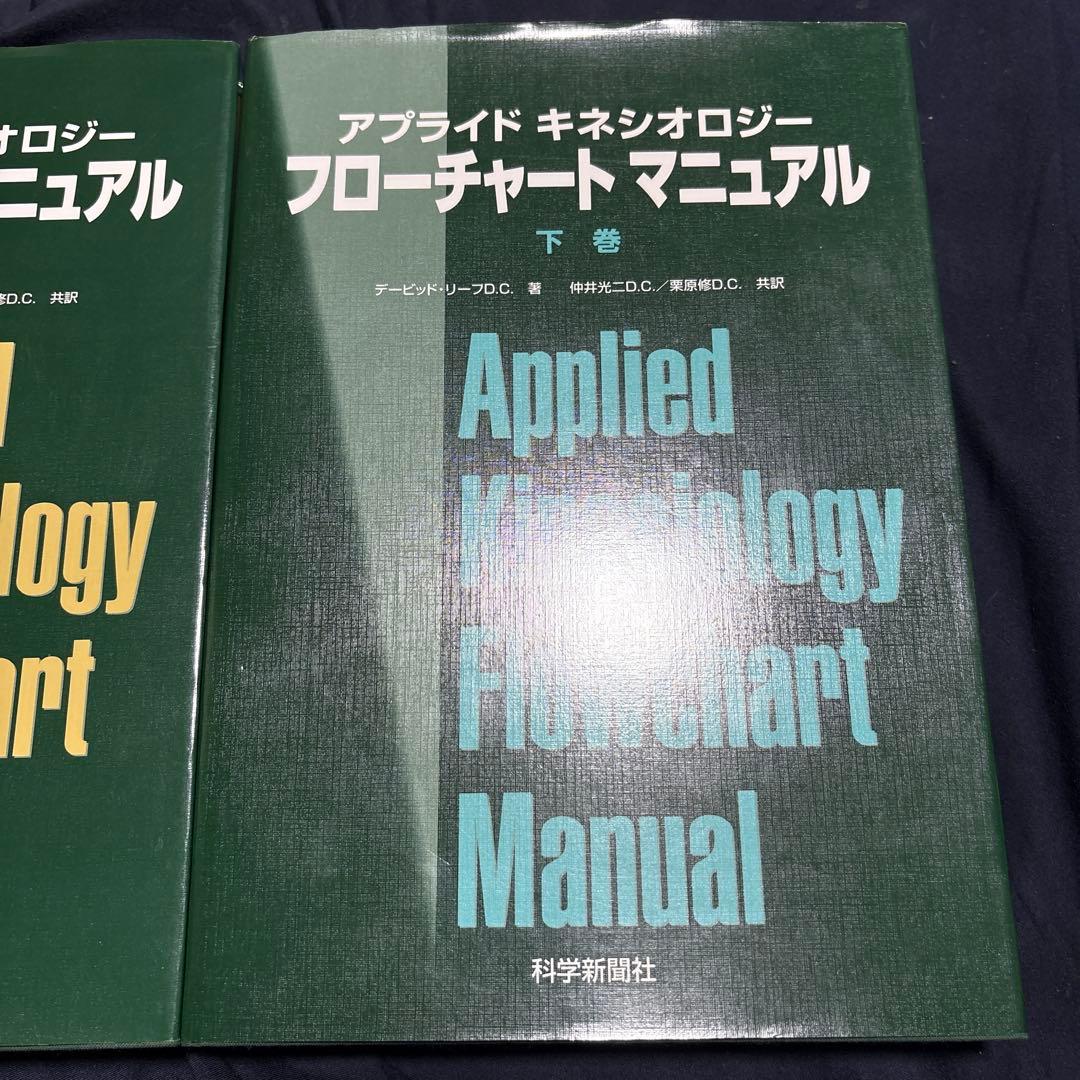 オロジー
ニュアル
修D.C. 共訳
logy
art
アプライド キネシオロジー
フローチャート マニュアル
下 巻
デービッド・リーフD.C. 著 仲井光二D.C.／栗原修D.C. 共訳
Applied
Kinesiology
Flowchart
Manual
科学新聞社